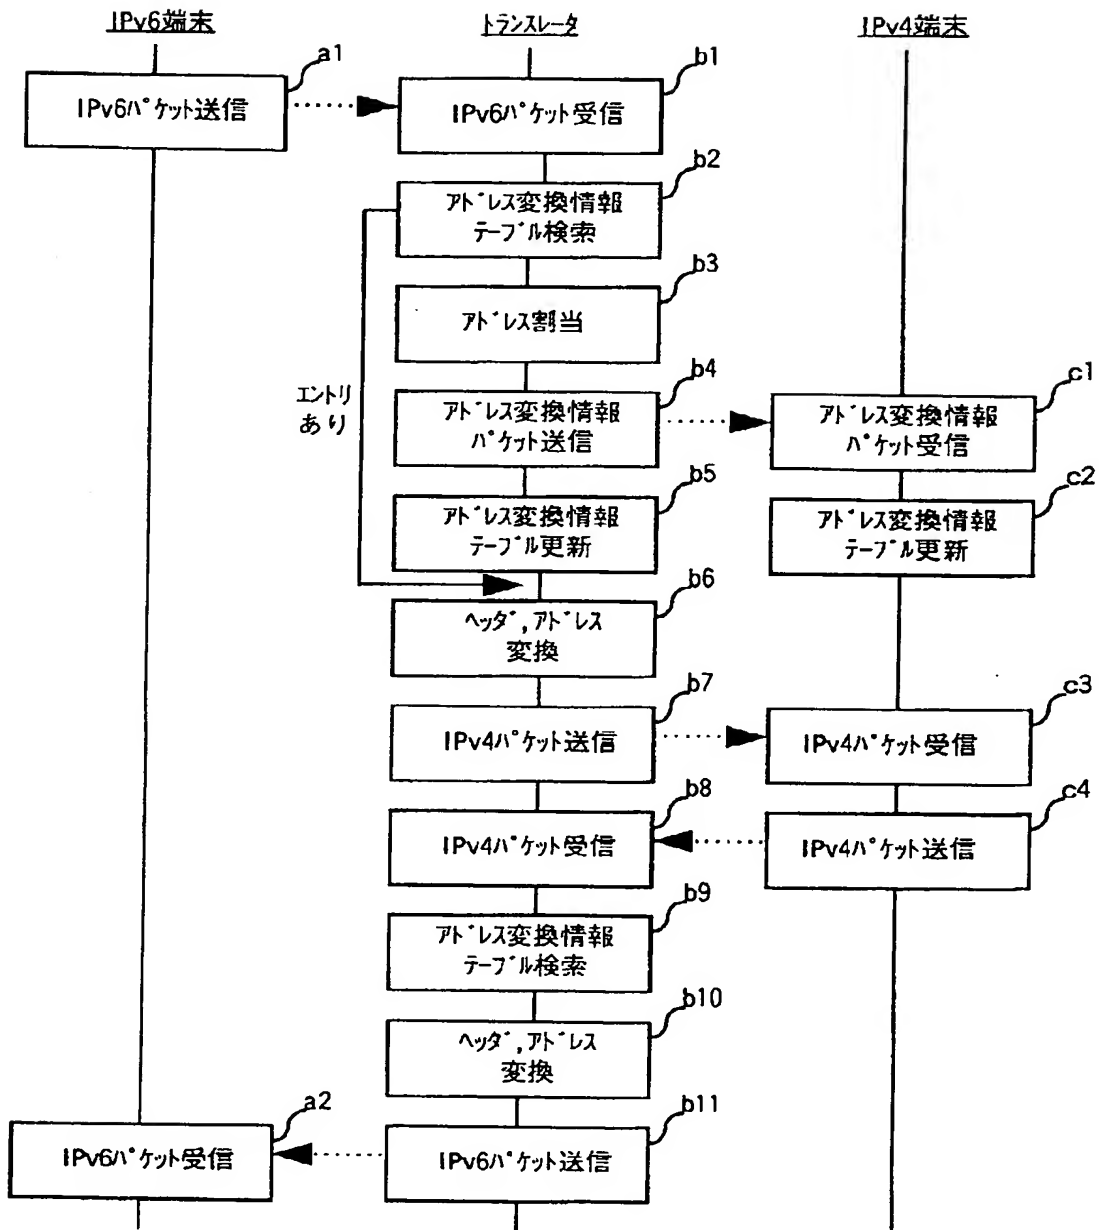 IPv6端末
トランスレータ
IPv4端末
a1
IPv6パケット送信
b1
IPv6パケット受信
b2
アドレス変換情報
テーブル検索
b3
アドレス割当
エントリ
あり
b4
アドレス変換情報
パケット送信
c1
アドレス変換情報
パケット受信
b5
アドレス変換情報
テーブル更新
c2
アドレス変換情報
テーブル更新
b6
ヘッダ,アドレス
変換
b7
IPv4パケット送信
c3
IPv4パケット受信
b8
IPv4パケット受信
c4
IPv4パケット送信
b9
アドレス変換情報
テーブル検索
b10
ヘッダ,アドレス
変換
a2
IPv6パケット受信
b11
IPv6パケット送信